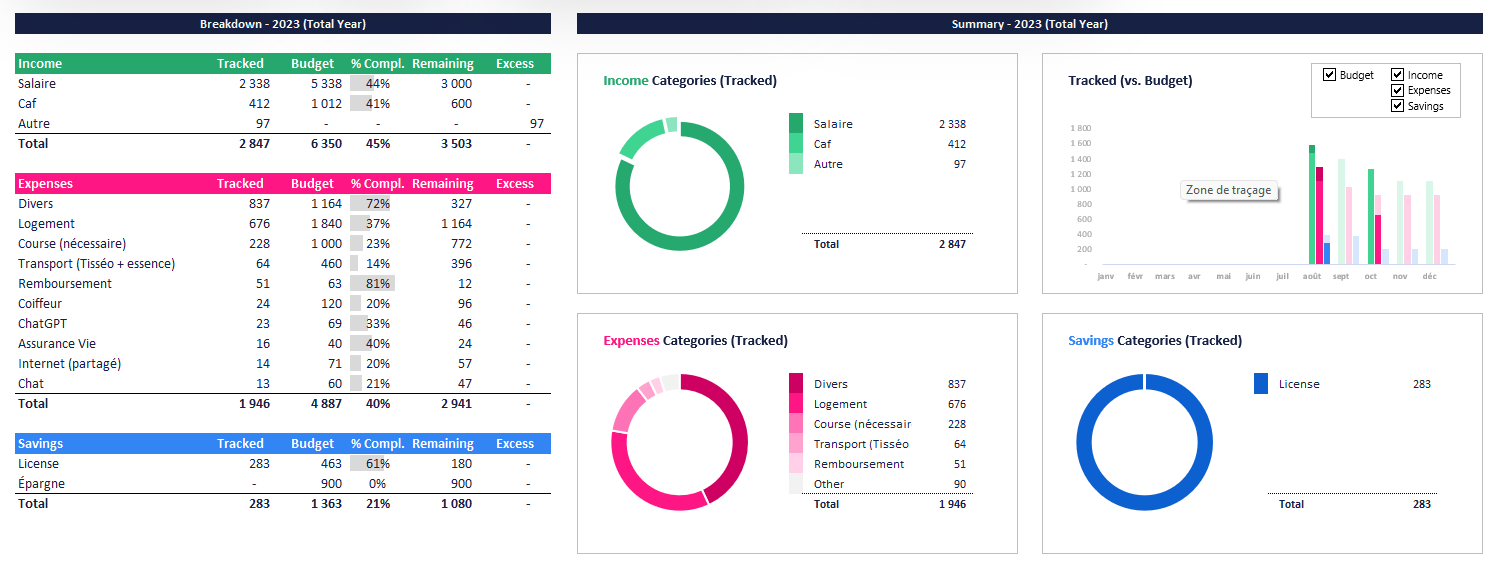 Breakdown - 2023 (Total Year)
Income Tracked Budget % Compl. Remaining Excess
Salaire 2 338 5 338 44% 3 000 -
Caf 412 1 012 41% 600 -
Autre 97 - - - 97
Total 2 847 6 350 45% 3 503 -
Expenses Tracked Budget % Compl. Remaining Excess
Divers 837 1 164 72% 327 -
Logement 676 1 840 37% 1 164 -
Course (nécessaire) 228 1 000 23% 772 -
Transport (Tisséo + essence) 64 460 14% 396 -
Remboursement 51 63 81% 12 -
Coiffeur 24 120 20% 96 -
ChatGPT 23 69 33% 46 -
Assurance Vie 16 40 40% 24 -
Internet (partagé) 14 71 20% 57 -
Chat 13 60 21% 47 -
Total 1 946 4 887 40% 2 941 -
Savings Tracked Budget % Compl. Remaining Excess
License 283 463 61% 180 -
Épargne - 900 0% 900 -
Total 283 1 363 21% 1 080 -
Summary - 2023 (Total Year)
Income Categories (Tracked)
Salaire 2 338
Caf 412
Autre 97
Total 2 847
Tracked (vs. Budget)
Budget Income
Expenses
Savings
1 800
1 600
1 400
1 200
1 000
800
600
400
200
-
Zone de traçage
janv févr mars avr mai juin juil août sept oct nov déc
Expenses Categories (Tracked)
Divers 837
Logement 676
Course (nécessair 228
Transport (Tisséo 64
Remboursement 51
Other 90
Total 1 946
Savings Categories (Tracked)
License 283
Total 283